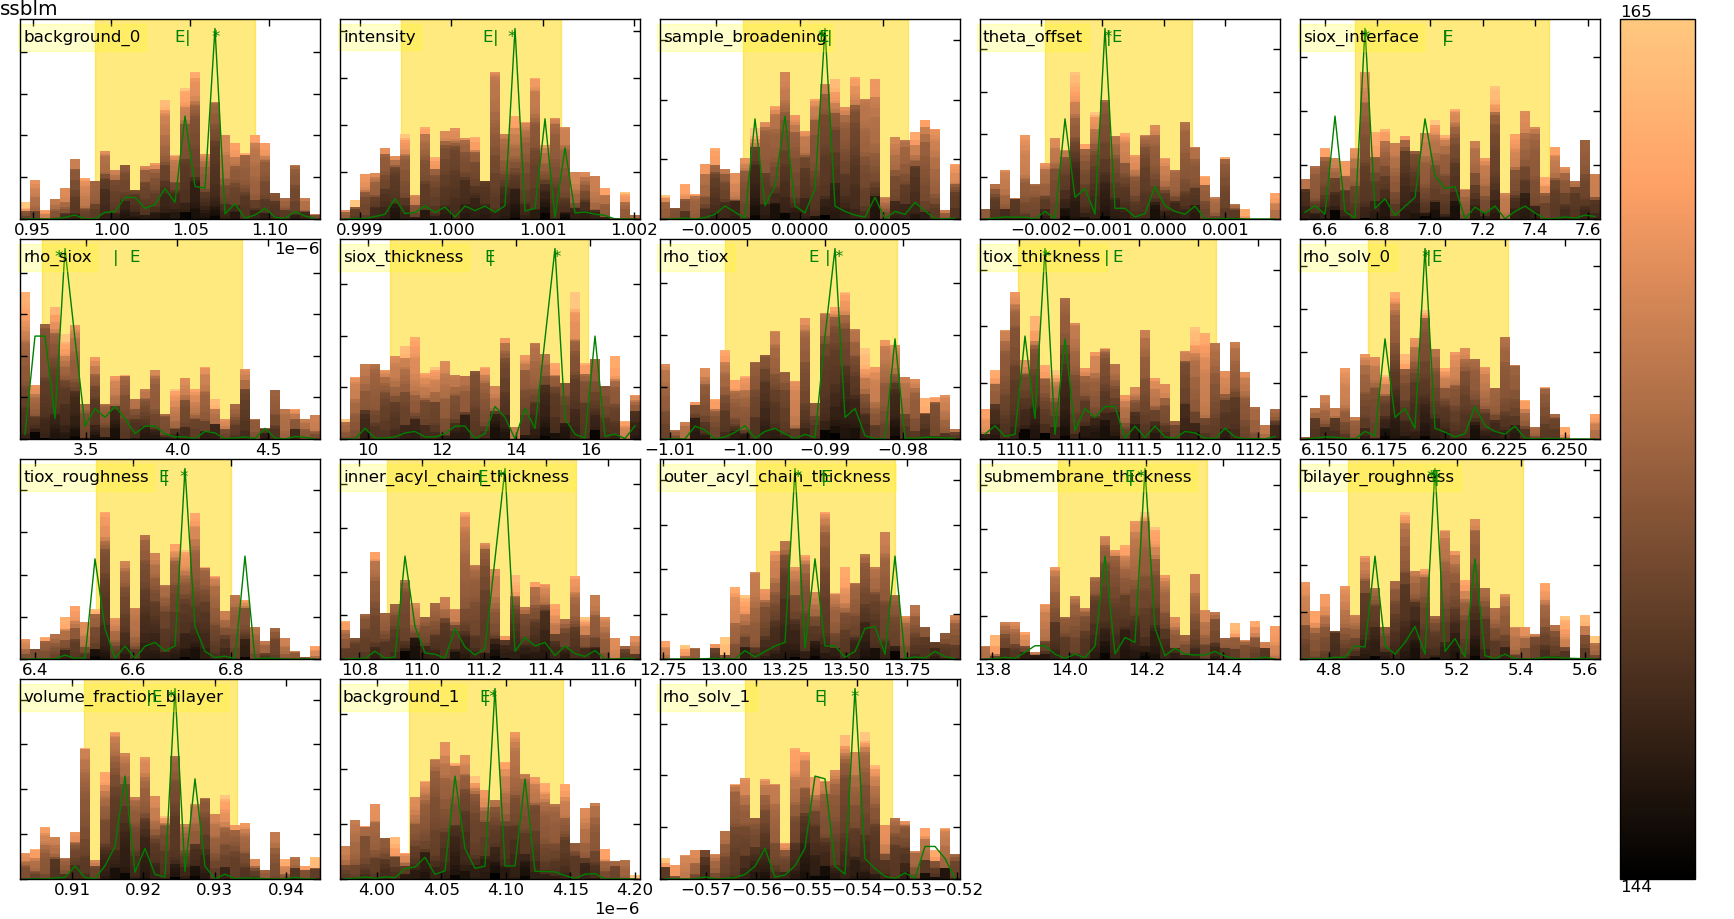 ssblm
165
background_0 E| *
intensity E| *
sample_broadening E|
theta_offset |*E
siox_interface * |E
0.95 1.00 1.05 1.10
0.999 1.000 1.001 1.002
−0.0005 0.0000 0.0005
−0.002 −0.001 0.000 0.001
6.6 6.8 7.0 7.2 7.4 7.6
1e−6
rho_siox * | E
siox_thickness E| *
rho_tiox E | *
tiox_thickness * | E
rho_solv_0 *|E
3.5 4.0 4.5
10 12 14 16
−1.01 −1.00 −0.99 −0.98
110.5 111.0 111.5 112.0 112.5
6.150 6.175 6.200 6.225 6.250
tiox_roughness E| *
inner_acyl_chain_thickness E| *
outer_acyl_chain_thickness * |E
submembrane_thickness E| *
bilayer_roughness E|*
6.4 6.6 6.8
10.8 11.0 11.2 11.4 11.6
12.75 13.00 13.25 13.50 13.75
13.8 14.0 14.2 14.4
4.8 5.0 5.2 5.4 5.6
volume_fraction_bilayer |E *
background_1 E|*
rho_solv_1 E| *
0.91 0.92 0.93 0.94
4.00 4.05 4.10 4.15 4.20
1e−6
−0.57 −0.56 −0.55 −0.54 −0.53 −0.52
144